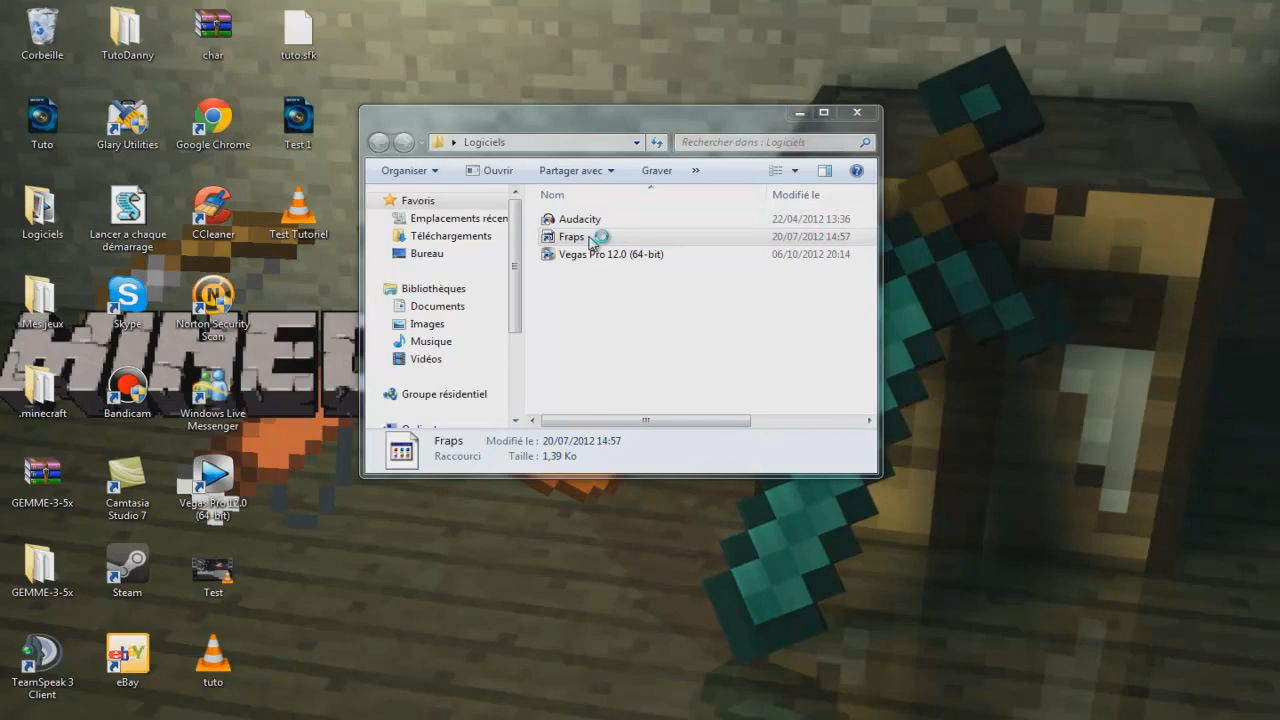 Corbeille
TutoDanny
char
tuto.sfk
Tuto
Glary Utilities
Google Chrome
Test 1
Logiciels
Lancer a chaque
démarrage
CCleaner
Test Tutoriel
Mes jeux
Skype
Norton Security
Scan
.minecraft
Bandicam
Windows Live
Messenger
GEMME-3-5x
Camtasia
Studio 7
Vegas Pro 12.0
(64-bit)
GEMME-3-5x
Steam
Test
TeamSpeak 3
Client
eBay
tuto
Logiciels
Rechercher dans : Logiciels
Organiser
Ouvrir
Partager avec
Graver
»
Favoris
Emplacements récen
Téléchargements
Bureau
Bibliothèques
Documents
Images
Musique
Vidéos
Groupe résidentiel
Nom
Modifié le
Audacity
22/04/2012 13:36
Fraps
20/07/2012 14:57
Vegas Pro 12.0 (64-bit)
06/10/2012 20:14
Fraps
Modifié le : 20/07/2012 14:57
Raccourci
Taille : 1,39 Ko